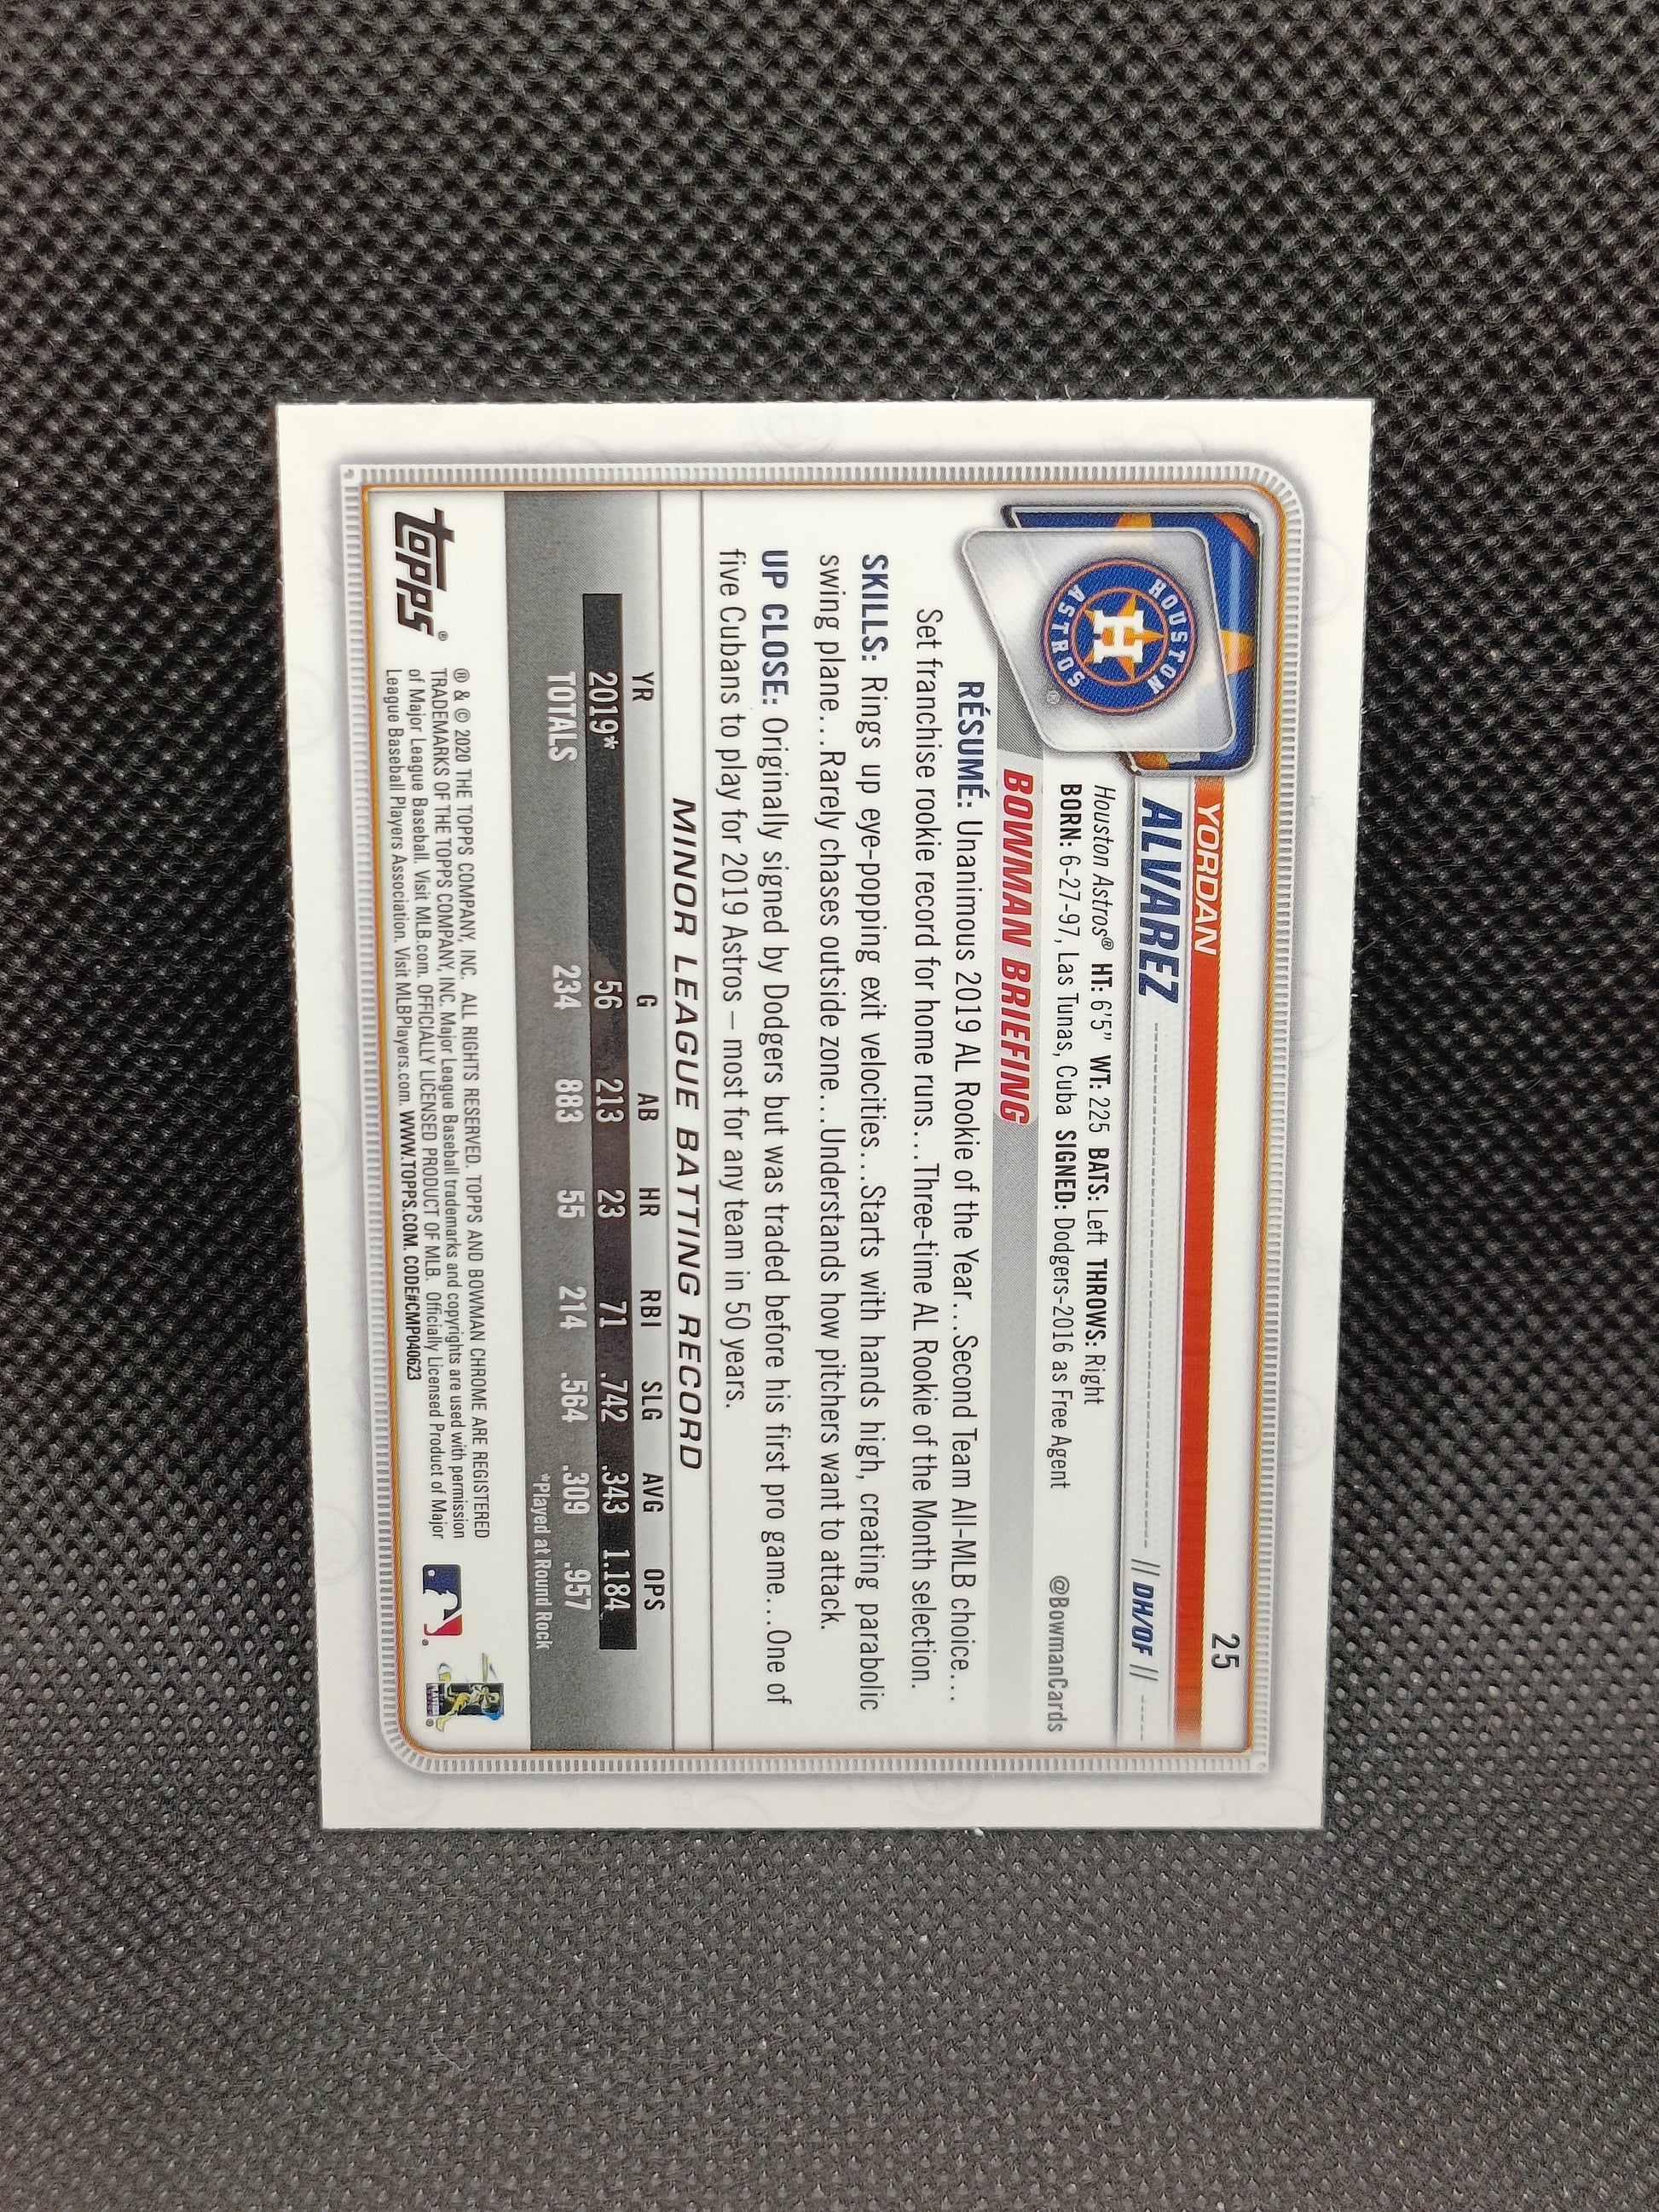 25
YORDAN
ALVAREZ
|| DH/OF ||
HOUSTON
ASTROS
Houston Astros® HT: 6'5" WT: 225 BATS: Left THROWS: Right
BORN: 6-27-97, Las Tunas, Cuba SIGNED: Dodgers-2016 as Free Agent
BOWMAN BRIEFING
@BowmanCards
RÉSUMÉ: Unanimous 2019 AL Rookie of the Year...Second Team All-MLB choice...
Set franchise rookie record for home runs...Three-time AL Rookie of the Month selection.
SKILLS: Rings up eye-popping exit velocities...Starts with hands high, creating parabolic
swing plane...Rarely chases outside zone...Understands how pitchers want to attack.
UP CLOSE: Originally signed by Dodgers but was traded before his first pro game...One of
five Cubans to play for 2019 Astros – most for any team in 50 years.
MINOR LEAGUE BATTING RECORD
YR G AB HR RBI SLG AVG OPS
2019* 56 213 23 71 .742 .343 1.184
TOTALS 234 883 55 214 .564 .309 .957
*Played at Round Rock
topps®
® & © 2020 THE TOPPS COMPANY, INC. ALL RIGHTS RESERVED. TOPPS AND BOWMAN CHROME ARE REGISTERED
TRADEMARKS OF THE TOPPS COMPANY, INC. Major League Baseball trademarks and copyrights are used with permission
of Major League Baseball. Visit MLB.com. OFFICIALLY LICENSED PRODUCT OF MLB. Officially Licensed Product of Major
League Baseball Players Association. Visit MLBPlayers.com. WWW.TOPPS.COM. CODE#CMP040623